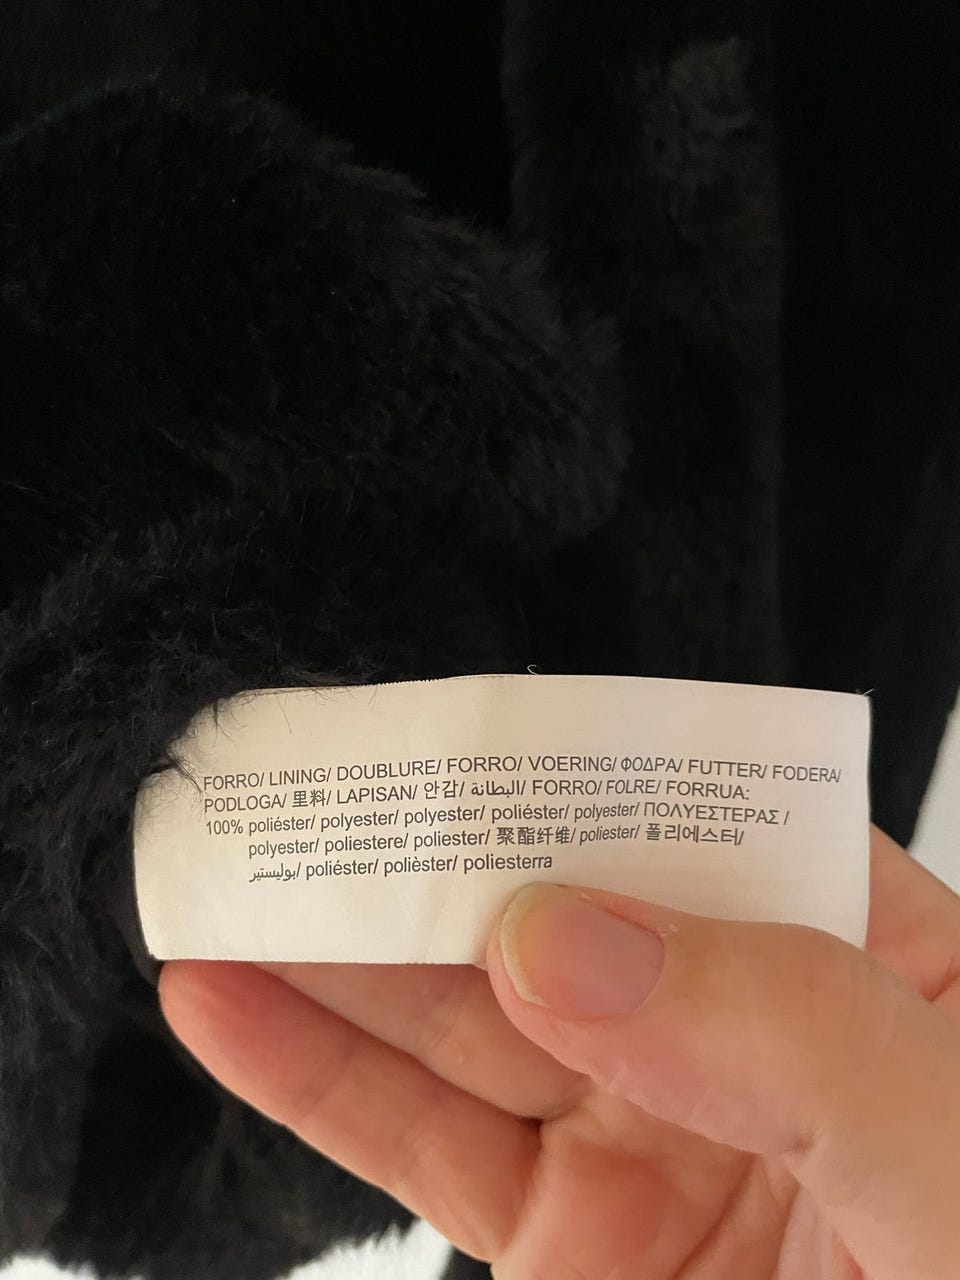 FORRO/ LINING/ DOUBLURE/ FORRO/ VOERING/ ΦΟΔΡΑ/ FUTTER/ FODERA/
PODLOGA/ 里料/ LAPISAN/ 안감/ البطانة/ FORRO/ FOLRE/ FORRUA:
100% poliéster/ polyester/ polyester/ poliéster/ polyester/ ΠΟΛΥΕΣΤΕΡΑΣ /
polyester/ poliestere/ poliester/ 聚酯纤维/ poliester/ 폴리에스터/
بوليستير/ poliéster/ polièster/ poliesterra